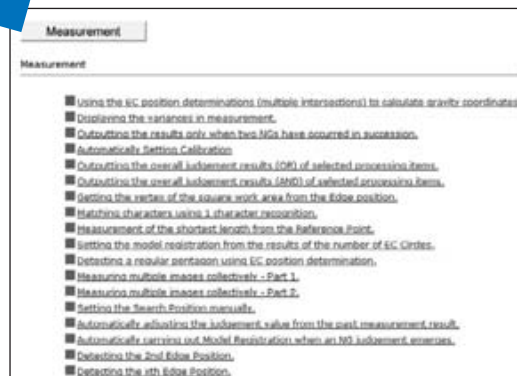 Measurement
Measurement
Using the EC position determinations (multiple intersections) to calculate gravity coordinates
Displaying the variances in measurement.
Outputting the results only when two NGs have occurred in succession.
Automatically Setting Calibration
Outputting the overall judgement results (OR) of selected processing items.
Outputting the overall judgement results (AND) of selected processing items.
Getting the vertex of the square work area from the Edge position.
Matching characters using 1 character recognition.
Measurement of the shortest length from the Reference Point.
Setting the model registration from the results of the number of EC Circles.
Detecting a regular pentagon using EC position determination.
Measuring multiple images collectively - Part 1.
Measuring multiple images collectively - Part 2.
Setting the Search Position manually.
Automatically adjusting the judgement value from the past measurement result.
Automatically carrying out Model Registration when an NG judgement emerges.
Detecting the 2nd Edge Position.
Detecting the xth Edge Position.